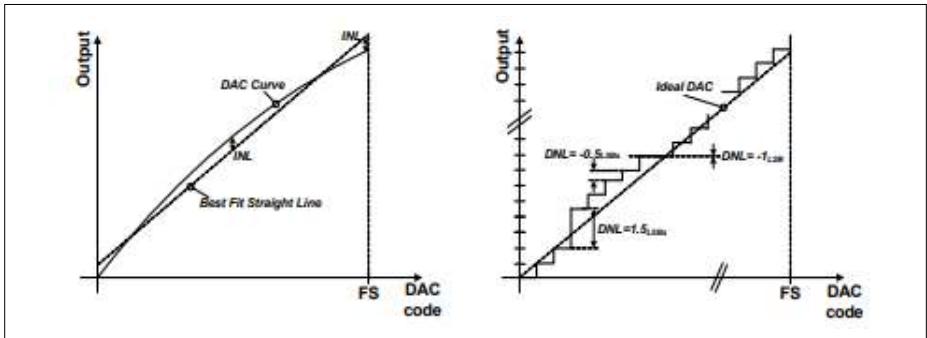 Output
INL
DAC Curve
INL
Best Fit Straight Line
FS
DAC
code
Output
Ideal DAC
DNL= -0.5LSBs
DNL= -1LSB
DNL=1.5LSBs
FS
DAC
code